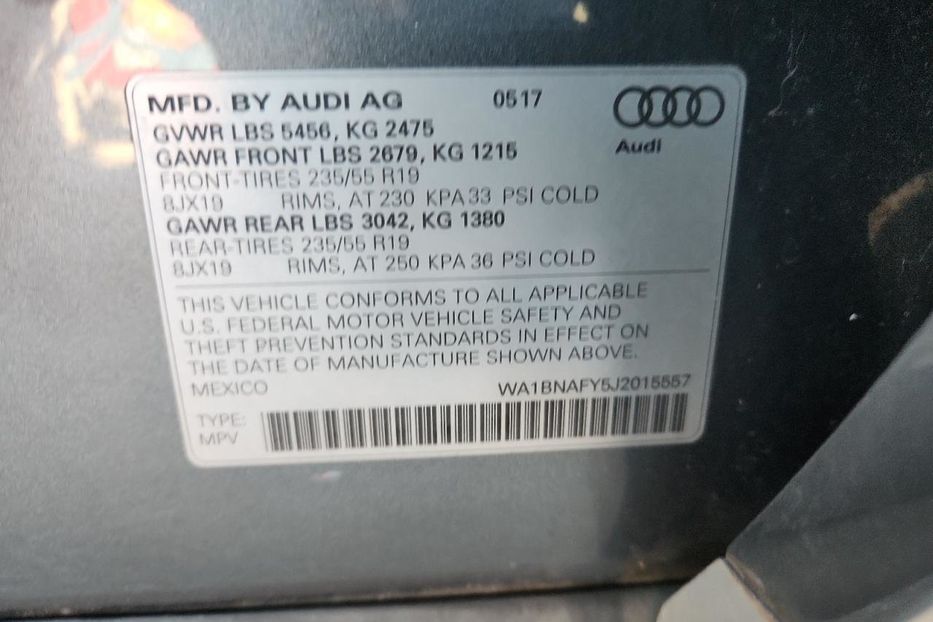 MFD. BY AUDI AG 0517
GVWR LBS 5456, KG 2475
GAWR FRONT LBS 2679, KG 1215
FRONT-TIRES 235/55 R19
8JX19 RIMS, AT 230 KPA 33 PSI COLD
GAWR REAR LBS 3042, KG 1380
REAR-TIRES 235/55 R19
8JX19 RIMS, AT 250 KPA 36 PSI COLD
Audi
THIS VEHICLE CONFORMS TO ALL APPLICABLE
U.S. FEDERAL MOTOR VEHICLE SAFETY AND
THEFT PREVENTION STANDARDS IN EFFECT ON
THE DATE OF MANUFACTURE SHOWN ABOVE.
MEXICO WA1BNAFY5J2015557
TYPE:
MPV